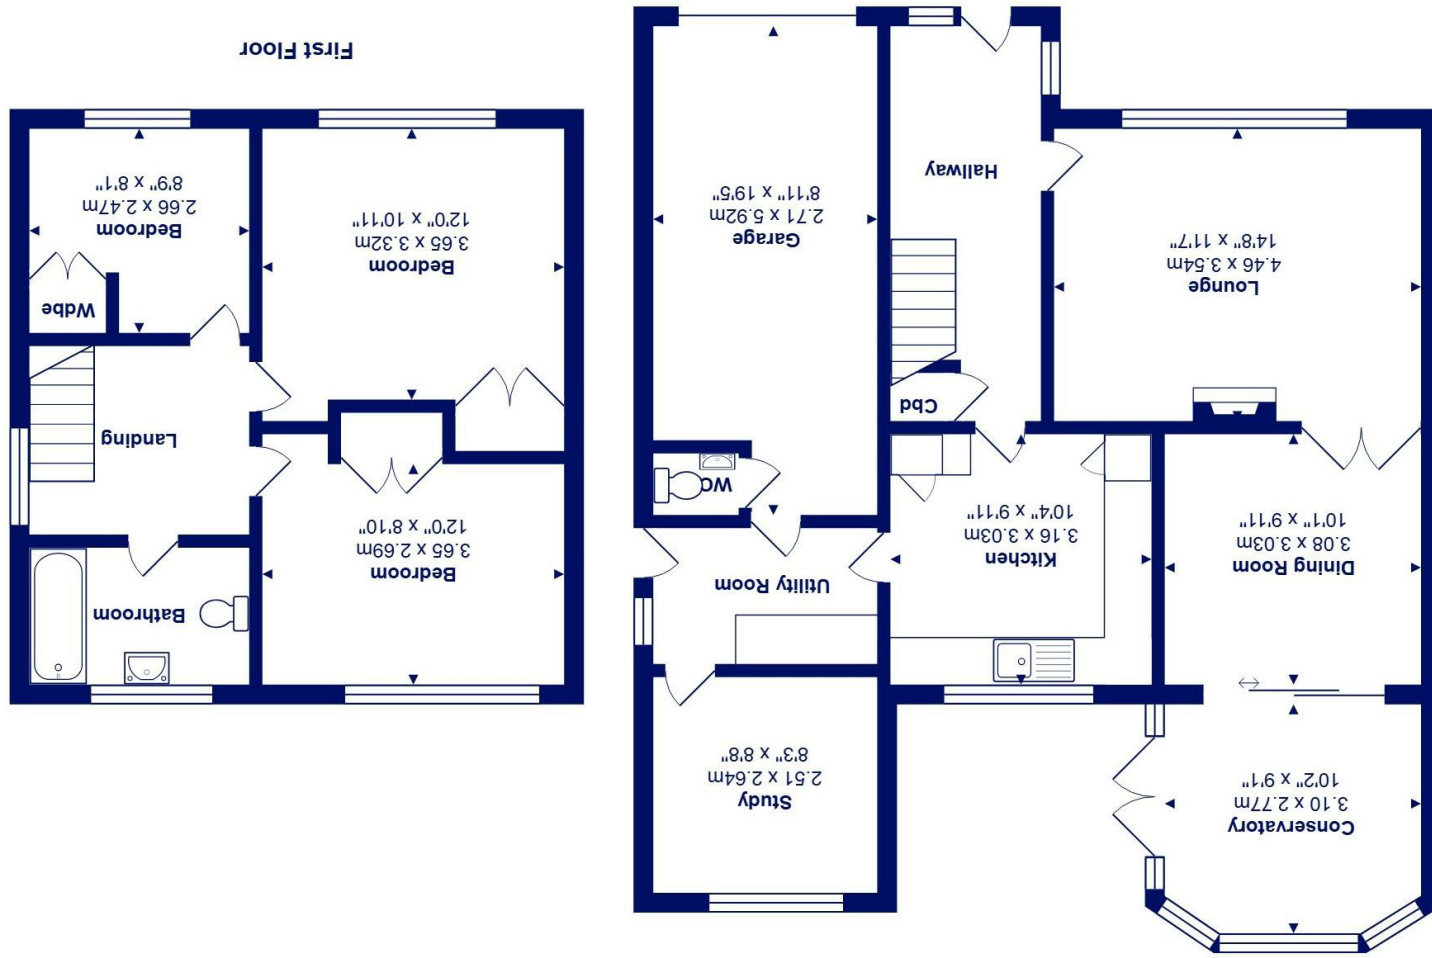 Conservatory
3.10 x 2.77m
10'2" x 9'1"
Study
2.51 x 2.64m
8'3" x 8'8"
Dining Room
3.08 x 3.03m
10'1" x 9'11"
Kitchen
3.16 x 3.03m
10'4" x 9'11"
Utility Room
WC
Cbd
Lounge
4.46 x 3.54m
14'8" x 11'7"
Hallway
Garage
2.71 x 5.92m
8'11" x 19'5"
Bathroom
Bedroom
3.65 x 2.69m
12'0" x 8'10"
Landing
Wdbe
Bedroom
3.65 x 3.32m
12'0" x 10'11"
Bedroom
2.66 x 2.47m
8'9" x 8'1"
First Floor